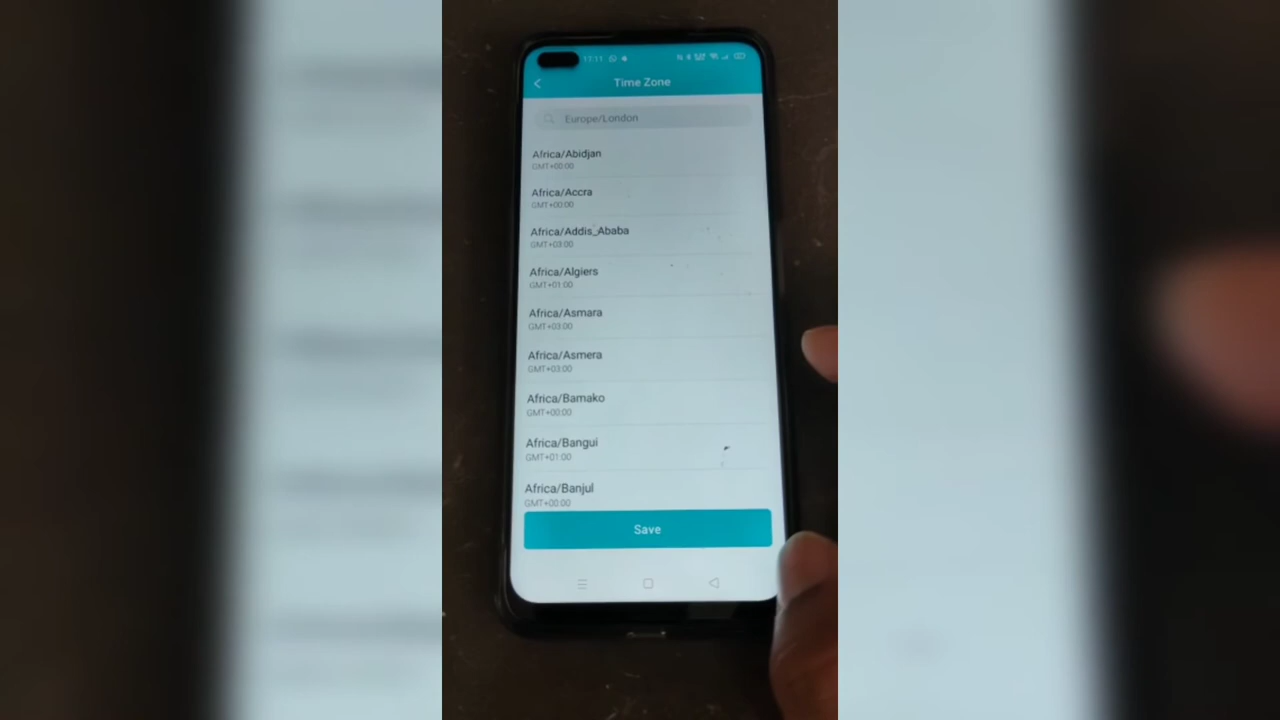 17:11
Time Zone
Europe/London
Africa/Abidjan
GMT+00:00
Africa/Accra
GMT+00:00
Africa/Addis_Ababa
GMT+03:00
Africa/Algiers
GMT+01:00
Africa/Asmara
GMT+03:00
Africa/Asmera
GMT+03:00
Africa/Bamako
GMT+00:00
Africa/Bangui
GMT+01:00
Africa/Banjul
GMT+00:00
Save